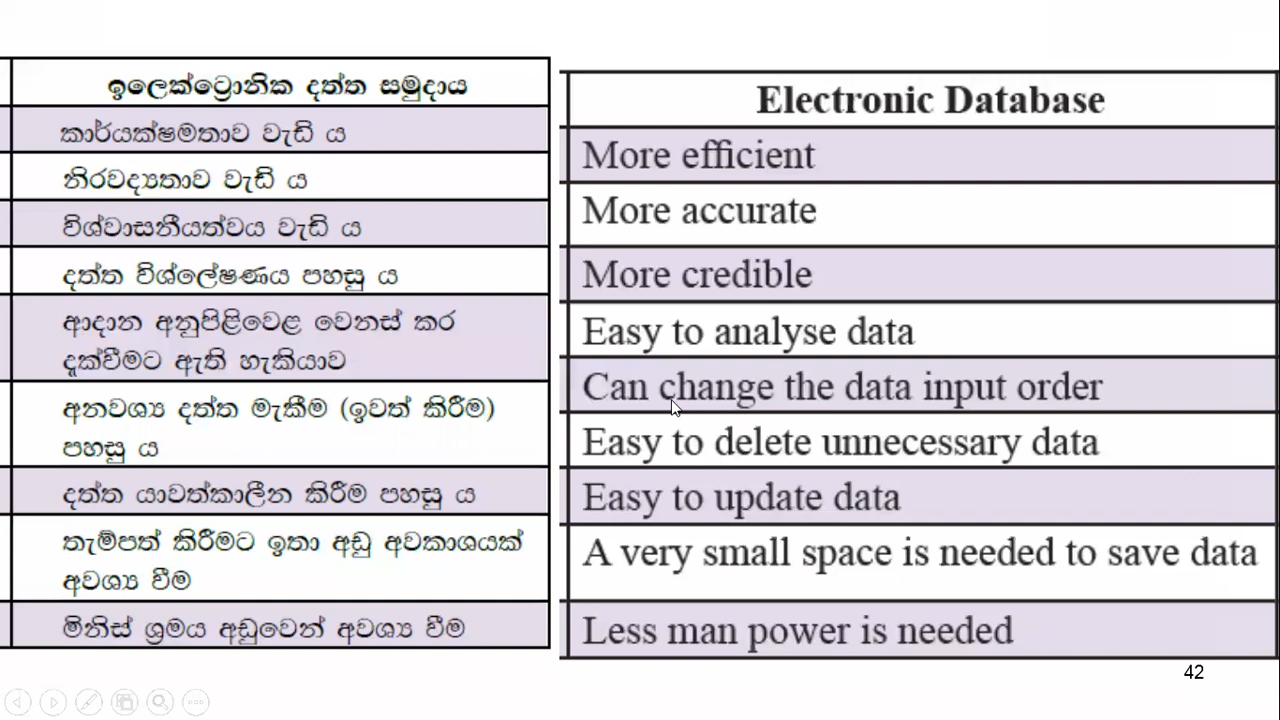 ඉලෙක්ට්‍රොනික දත්ත සමුදාය
කාර්යක්ෂමතාව වැඩි ය
නිරවද්‍යතාව වැඩි ය
විශ්වාසනීයත්වය වැඩි ය
දත්ත විශ්ලේෂණය පහසු ය
ආදාන අනුපිළිවෙළ වෙනස් කර
දැක්වීමට ඇති හැකියාව
අනවශ්‍ය දත්ත මැකීම (ඉවත් කිරීම)
පහසු ය
දත්ත යාවත්කාලීන කිරීම පහසු ය
තැම්පත් කිරීමට ඉතා අඩු අවකාශයක්
අවශ්‍ය වීම
මිනිස් ශ්‍රමය අඩුවෙන් අවශ්‍ය වීම
Electronic Database
More efficient
More accurate
More credible
Easy to analyse data
Can change the data input order
Easy to delete unnecessary data
Easy to update data
A very small space is needed to save data
Less man power is needed
42